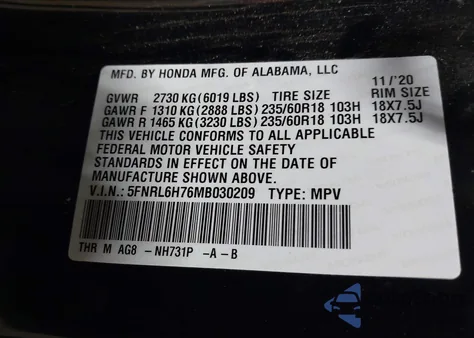 MFD. BY HONDA MFG. OF ALABAMA, LLC 11/'20
GVWR 2730 KG (6019 LBS) TIRE SIZE RIM SIZE
GAWR F 1310 KG (2888 LBS) 235/60R18 103H 18X7.5J
GAWR R 1465 KG (3230 LBS) 235/60R18 103H 18X7.5J
THIS VEHICLE CONFORMS TO ALL APPLICABLE
FEDERAL MOTOR VEHICLE SAFETY
STANDARDS IN EFFECT ON THE DATE OF
MANUFACTURE SHOWN ABOVE.
V.I.N.: 5FNRL6H76MB030209 TYPE: MPV
THR M AG8 - NH731P - A - B